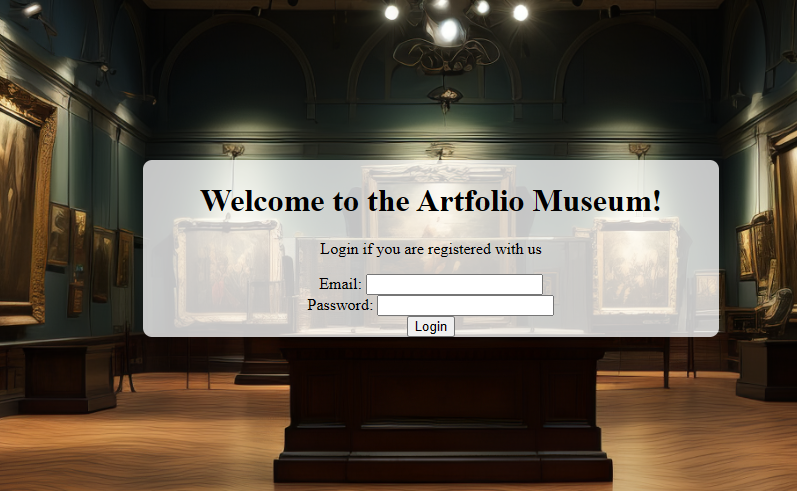 Welcome to the Artfolio Museum!
Login if you are registered with us
Email:
Password:
Login